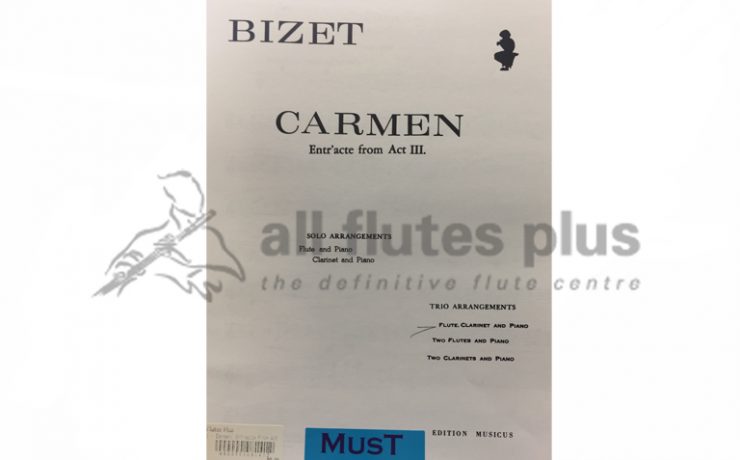 BIZET
CARMEN
Entr'acte from Act III.
all flutes plus
SOLO ARRANGEMENTS
Flute and Piano
Clarinet and Piano
the definitive flute centre
TRIO ARRANGEMENTS
FLUTE, CLARINET AND PIANO
TWO FLUTES AND PIANO
TWO CLARINETS AND PIANO
EDITION MUSICUS
MusT